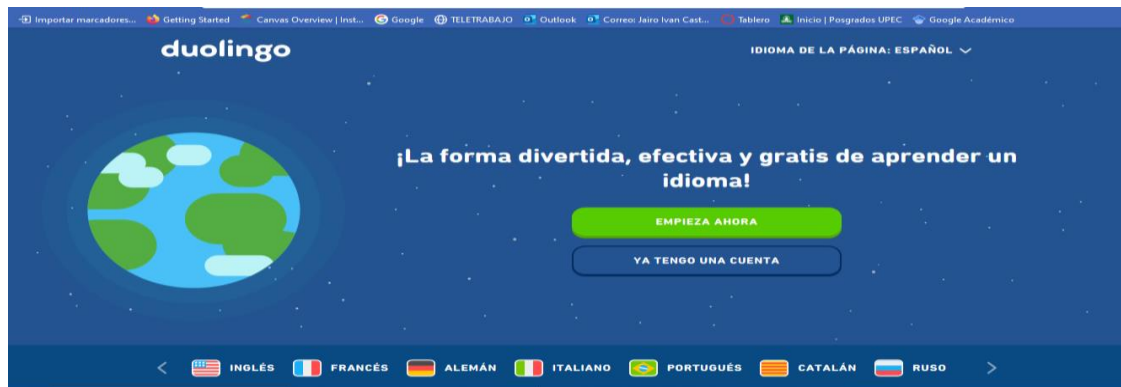 Importar marcadores... Getting Started Canvas Overview | Inst... Google TELETRABAJO Outlook Correo: Jairo Ivan Cast... Tablero Inicio | Posgrados UPEC Google Académico
duolingo IDIOMA DE LA PÁGINA: ESPAÑOL
¡La forma divertida, efectiva y gratis de aprender un
idioma!
EMPIEZA AHORA
YA TENGO UNA CUENTA
< INGLÉS FRANCÉS ALEMÁN ITALIANO PORTUGUÉS CATALÁN RUSO >